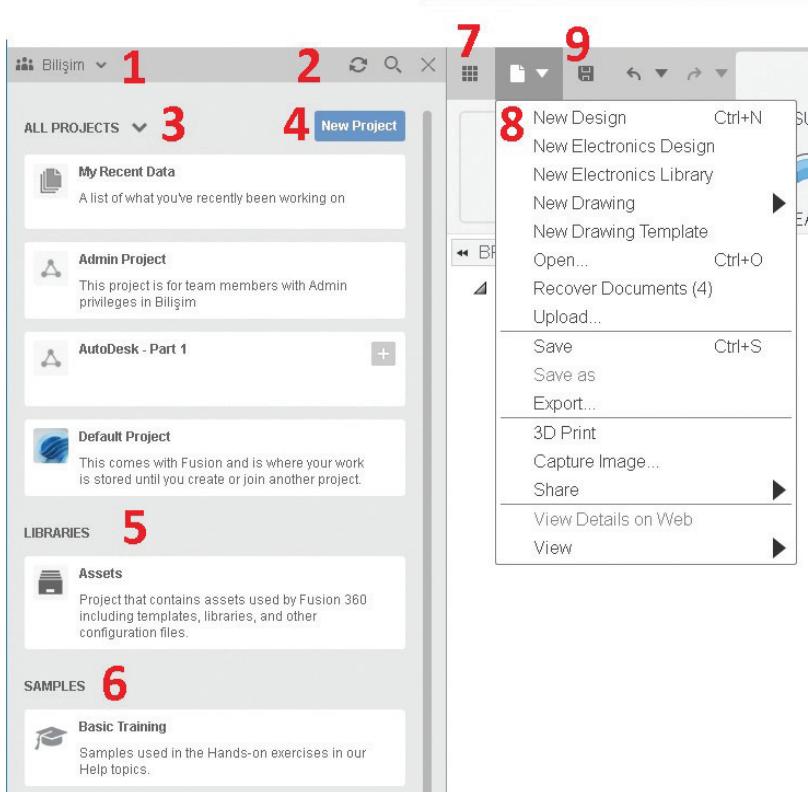 Bilişim 1 2
ALL PROJECTS 3 4 New Project
My Recent Data
A list of what you've recently been working on
Admin Project
This project is for team members with Admin
privileges in Bilişim
AutoDesk - Part 1
Default Project
This comes with Fusion and is where your work
is stored until you create or join another project.
LIBRARIES 5
Assets
Project that contains assets used by Fusion 360
including templates, libraries, and other
configuration files.
SAMPLES 6
Basic Training
Samples used in the Hands-on exercises in our
Help topics.
7 9
8 New Design Ctrl+N
New Electronics Design
New Electronics Library
New Drawing
New Drawing Template
Open... Ctrl+O
Recover Documents (4)
Upload...
Save Ctrl+S
Save as
Export...
3D Print
Capture Image...
Share
View Details on Web
View